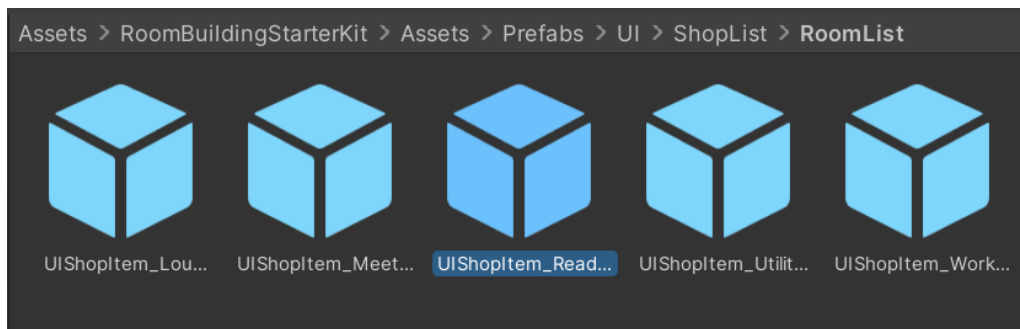 Assets > RoomBuildingStarterKit > Assets > Prefabs > UI > ShopList > RoomList
UIShopItem_Lou... UIShopItem_Meet... UIShopItem_Read... UIShopItem_Utilit... UIShopItem_Work...